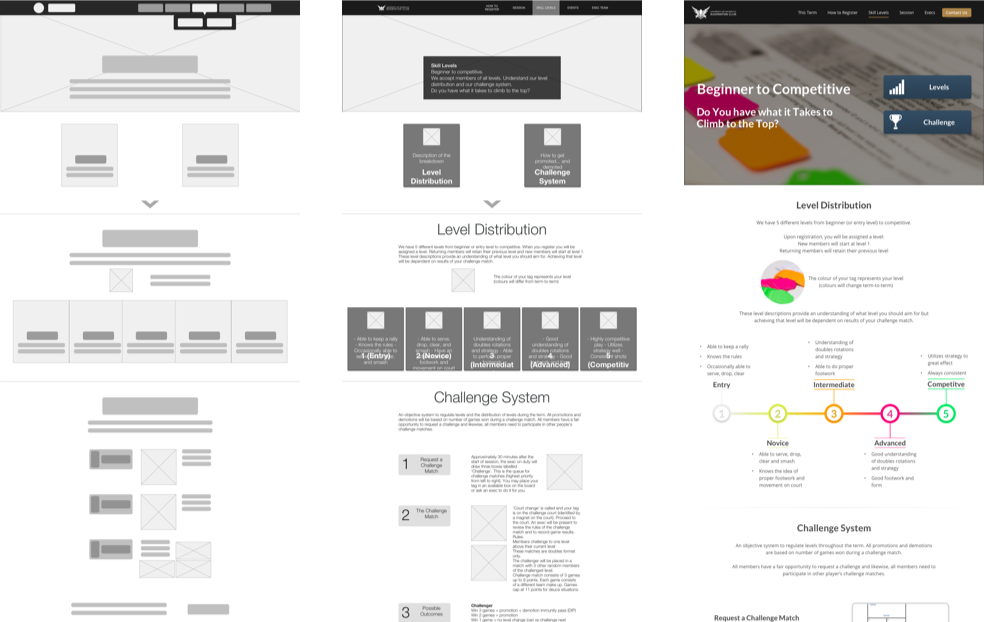 HOW TO
REGISTER
SESSION
SKILL LEVELS
EVENTS
EXEC TEAM
Skill Levels
Beginner to competitive.
We accept members of all levels. Understand our level
distribution and our challenge system.
Do you have what it takes to climb to the top?
Description of the
breakdown
Level
Distribution
How to get
promoted... and
demoted
Challenge
System
Level Distribution
We have 5 different levels from beginner or entry level to competitive. When you register you will be
assigned a level. Returning members will retain their previous level and new members will start at level 1
These level descriptions provide an understanding of what level you should aim for. Achieving that level
will be dependent on results of your challenge match.
The colour of your tag represents your level
(colours will differ from term-to-term)
- Able to keep a rally
- Knows the rules -
Occasionally able to
1 (Entry)
and smash
- Able to serve,
drop, clear, and
2 (Novice)
footwork and
movement on court
Understanding of
doubles rotations
and strategy - Able
3
(Intermediat
- Good
understanding of
doubles rotations
4
(Advanced)
- Highly competitive
play - Utilizes
strategy well
5
(Competitiv
Challenge System
An objective system to regulate levels and the distribution of levels during the term. All promotions and
demotions will be based on number of games won during a challenge match. All members have a fair
opportunity to request a challenge and likewise, all members need to participate in other people's
challenge matches.
1
Request a
Challenge
Match
Approximately 30 minutes after the
start of session, the exec on duty will
draw three boxes labelled
'Challenge'. This is the queue for
challenge matches (highest priority
from left to right). You may place your
tag in an available box on the board
or ask an exec to do it for you.
2
The Challenge
Match
'Court change' is called and your tag
is on the challenge court (identified by
a magnet on the court). Proceed to
the court. An exec will be present to
review the rules of the challenge
match and to record game results.
Rules:
Members challenge to one level
above their current level
These matches are doubles format
only.
The challenger will be placed in a
match with 3 other random members
of the challenged level
Challenge match consists of 3 games
up to 9 points. Each game consists
of a different team make up. Games
cap at 11 points for deuce situations.
3
Possible
Outcomes
Challenger
Win 3 games = promotion + demotion immunity pass (DIP)
Win 2 games = promotion
Win 1 game = no level change (can re-challenge next
This Term
How to Register
Skill Levels
Session
Events
Contact Us
Beginner to Competitive
Do You have what it Takes to
Climb to the Top?
Levels
Challenge
Level Distribution
We have 5 different levels from beginner (or entry level) to competitive.
Upon registration, you will be assigned a level
New members will start at level 1
Returning members will retain their previous level
The colour of your tag represents your level
(colours will change term-to-term)
These level descriptions provide an understanding of what level you should aim for but
achieving that level will be dependent on results of your challenge match.
• Able to keep a rally
• Knows the rules
• Occasionally able to
serve, drop, clear
Entry
• Understanding of
doubles rotations
and strategy
• Able to do proper
footwork
Intermediate
• Utilizes strategy to
great effect
• Always consistent
Competitve
1
2
3
4
5
Novice
• Able to serve, drop,
clear and smash
• Knows the idea of
proper footwork and
movement on court
Advanced
• Good understanding
of doubles rotations
and strategy
• Good footwork and
form
Challenge System
An objective system to regulate levels throughout the term. All promotions and demotions
are based on number of games won during a challenge match.
All members have a fair opportunity to request a challenge and likewise, all members need to
participate in other player's challenge matches.
Request a Challenge Match